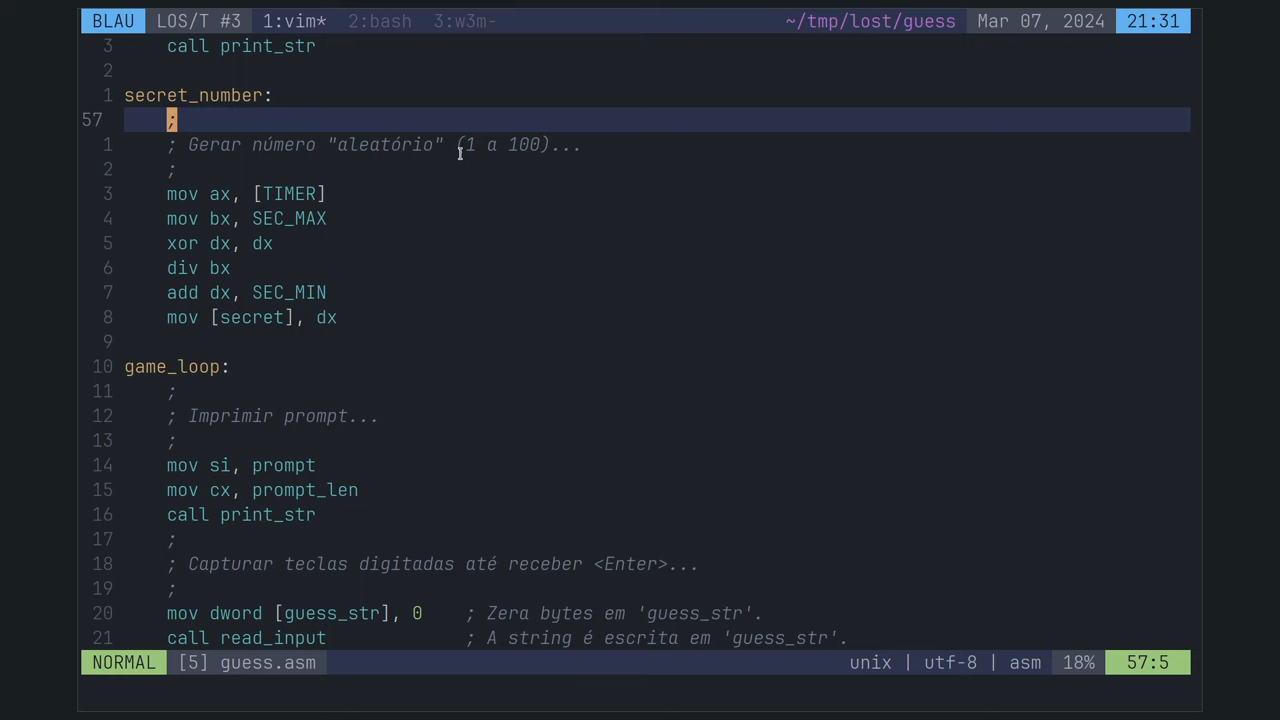 BLAU LOS/T #3 1:vim* 2:bash 3:w3m- ~/tmp/lost/guess Mar 07, 2024 21:31
3 call print_str
2
1 secret_number:
57 ;
1 ; Gerar número "aleatório" (1 a 100)...
2 ;
3 mov ax, [TIMER]
4 mov bx, SEC_MAX
5 xor dx, dx
6 div bx
7 add dx, SEC_MIN
8 mov [secret], dx
9
10 game_loop:
11 ;
12 ; Imprimir prompt...
13 ;
14 mov si, prompt
15 mov cx, prompt_len
16 call print_str
17 ;
18 ; Capturar teclas digitadas até receber <Enter>...
19 ;
20 mov dword [guess_str], 0 ; Zera bytes em 'guess_str'.
21 call read_input ; A string é escrita em 'guess_str'.
NORMAL [5] guess.asm unix | utf-8 | asm 18% 57:5